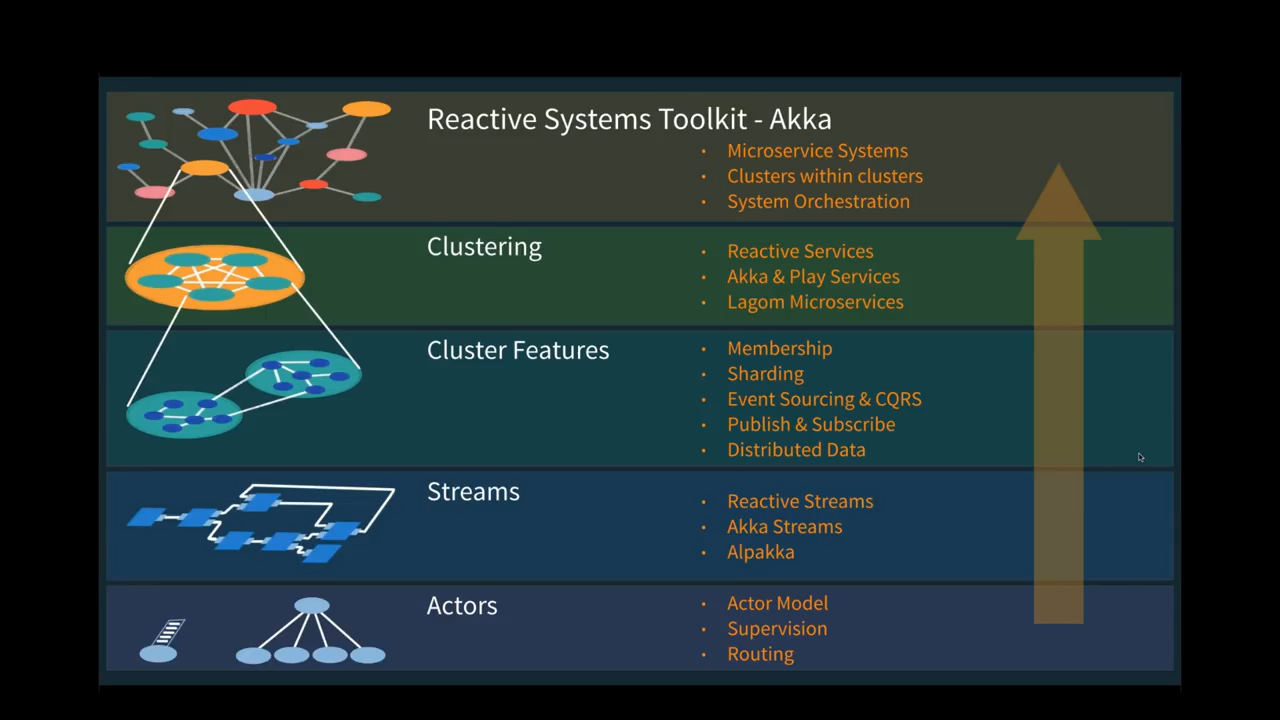 Reactive Systems Toolkit - Akka
• Microservice Systems
• Clusters within clusters
• System Orchestration
Clustering
• Reactive Services
• Akka & Play Services
• Lagom Microservices
Cluster Features
• Membership
• Sharding
• Event Sourcing & CQRS
• Publish & Subscribe
• Distributed Data
Streams
• Reactive Streams
• Akka Streams
• Alpakka
Actors
• Actor Model
• Supervision
• Routing